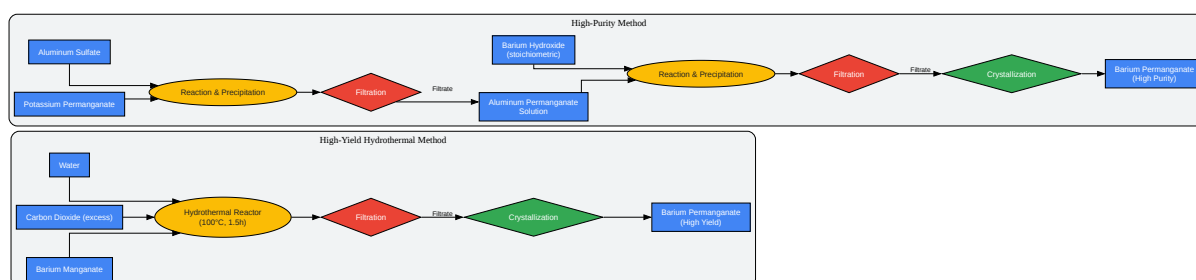 High-Purity Method
Aluminum Sulfate
Potassium Permanganate
Reaction & Precipitation
Filtration
Filtrate
Barium Hydroxide
(stoichiometric)
Aluminum Permanganate
Solution
Reaction & Precipitation
Filtration
Filtrate
Crystallization
Barium Permanganate
(High Purity)
High-Yield Hydrothermal Method
Water
Carbon Dioxide (excess)
Barium Manganate
Hydrothermal Reactor
(100°C, 1.5h)
Filtration
Filtrate
Crystallization
Barium Permanganate
(High Yield)